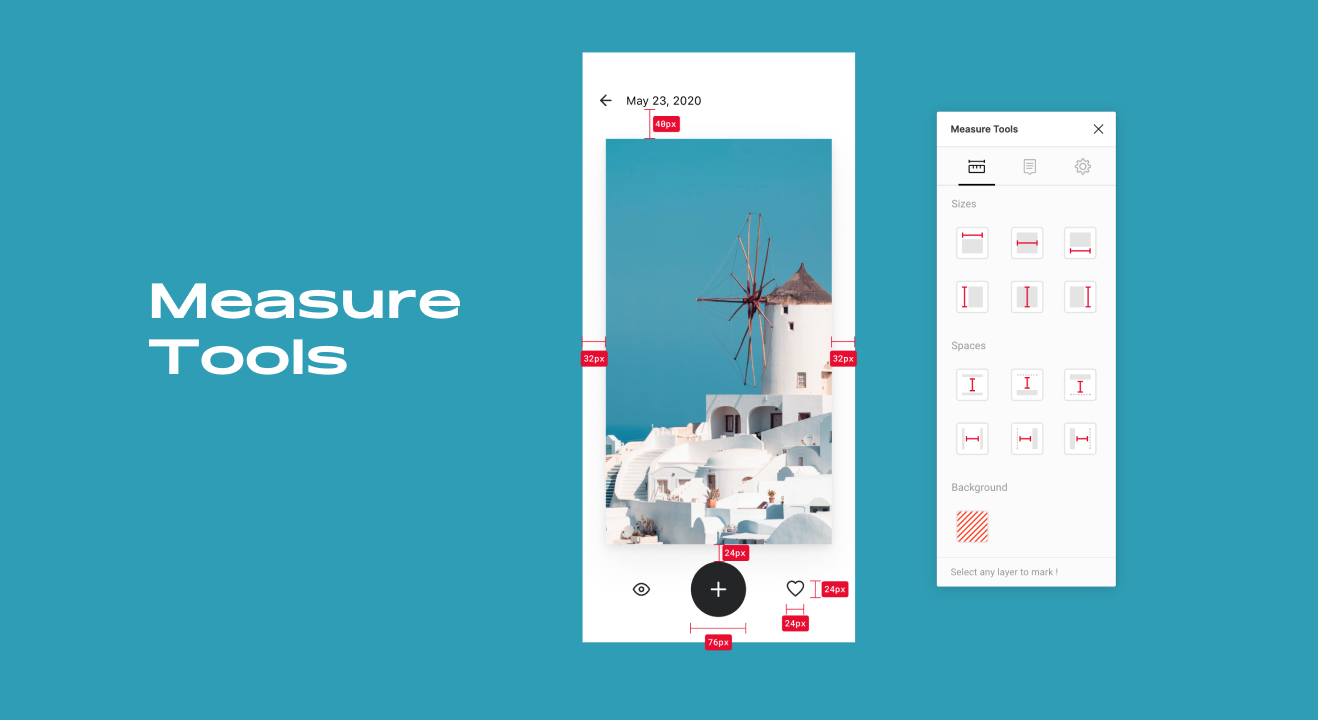 Measure
Tools
May 23, 2020
40px
32px
32px
24px
24px
24px
76px
Measure Tools
Sizes
Spaces
Background
Select any layer to mark !